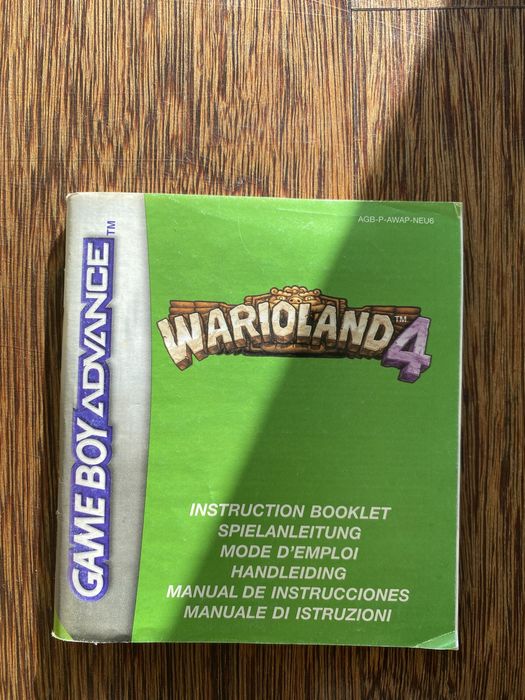 AGB-P-AWAP-NEU6
GAME BOY ADVANCE™
WARIOLAND™4
INSTRUCTION BOOKLET
SPIELANLEITUNG
MODE D'EMPLOI
HANDLEIDING
MANUAL DE INSTRUCCIONES
MANUALE DI ISTRUZIONI